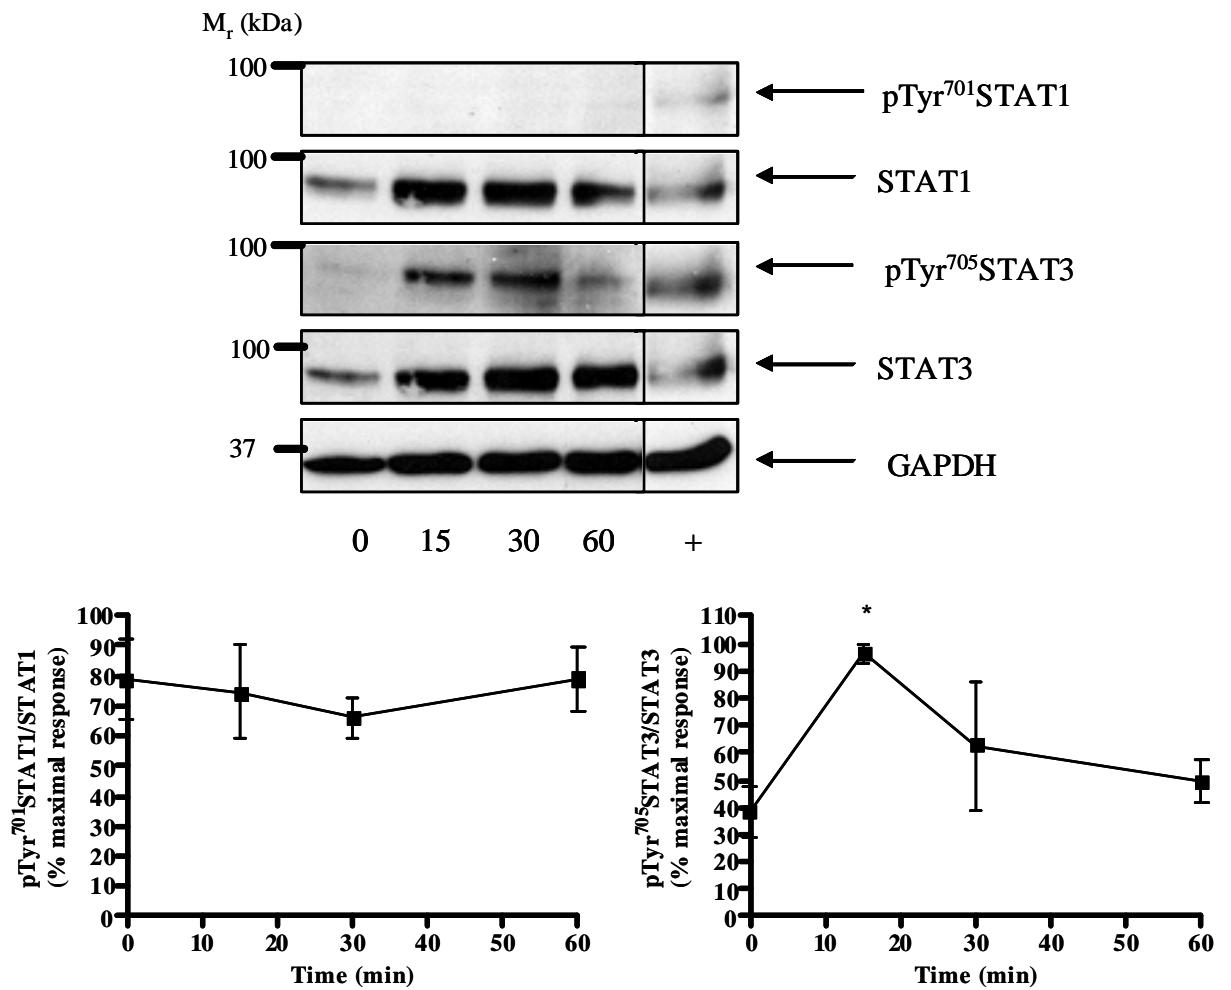 Mr (kDa)
100
pTyr701STAT1
100
STAT1
100
pTyr705STAT3
100
STAT3
37
GAPDH
0 15 30 60 +
pTyr701STAT1/STAT1
(% maximal response)
100
90
80
70
60
50
40
30
20
10
0
0 10 20 30 40 50 60
Time (min)
pTyr705STAT3/STAT3
(% maximal response)
*
110
100
90
80
70
60
50
40
30
20
10
0
0 10 20 30 40 50 60
Time (min)